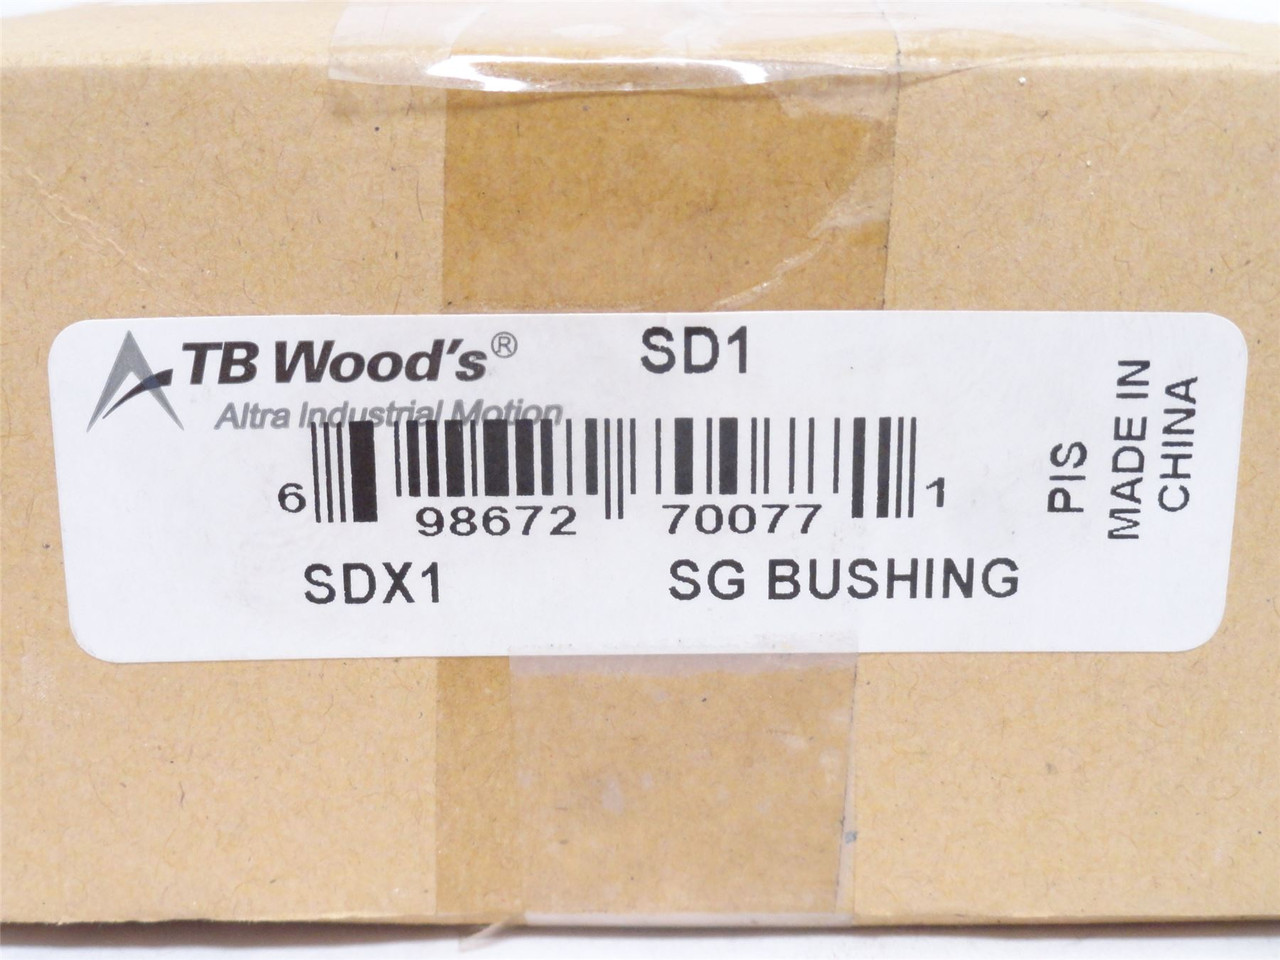 TB Wood's®
Altra Industrial Motion
SD1
6 98672 70077 1
SDX1 SG BUSHING
PIS
MADE IN
CHINA